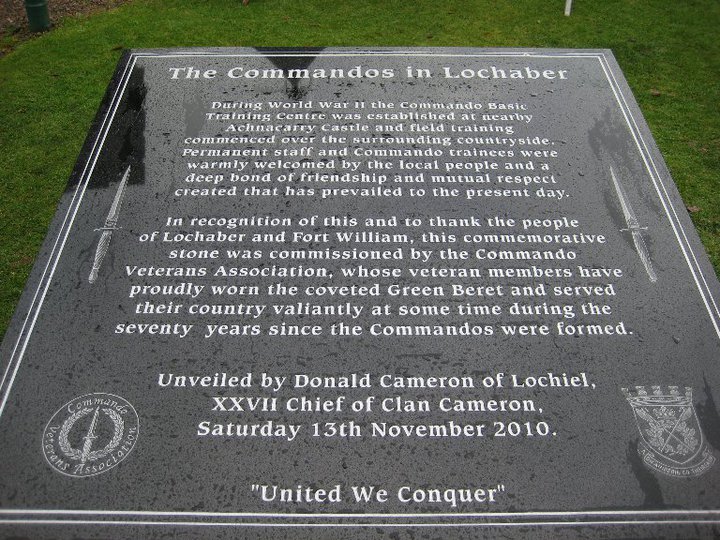 The Commandos in Lochaber
During World War II the Commando Basic
Training Centre was established at nearby
Achnacarry Castle and field training
commenced over the surrounding countryside.
Permanent staff and Commando trainees were
warmly welcomed by the local people and a
deep bond of friendship and mutual respect
created that has prevailed to the present day.
In recognition of this and to thank the people
of Lochaber and Fort William, this commemorative
stone was commissioned by the Commando
Veterans Association, whose veteran members have
proudly worn the coveted Green Beret and served
their country valiantly at some time during the
seventy years since the Commandos were formed.
Unveiled by Donald Cameron of Lochiel,
XXVII Chief of Clan Cameron,
Saturday 13th November 2010.
Commando
Veterans Association
"United We Conquer"